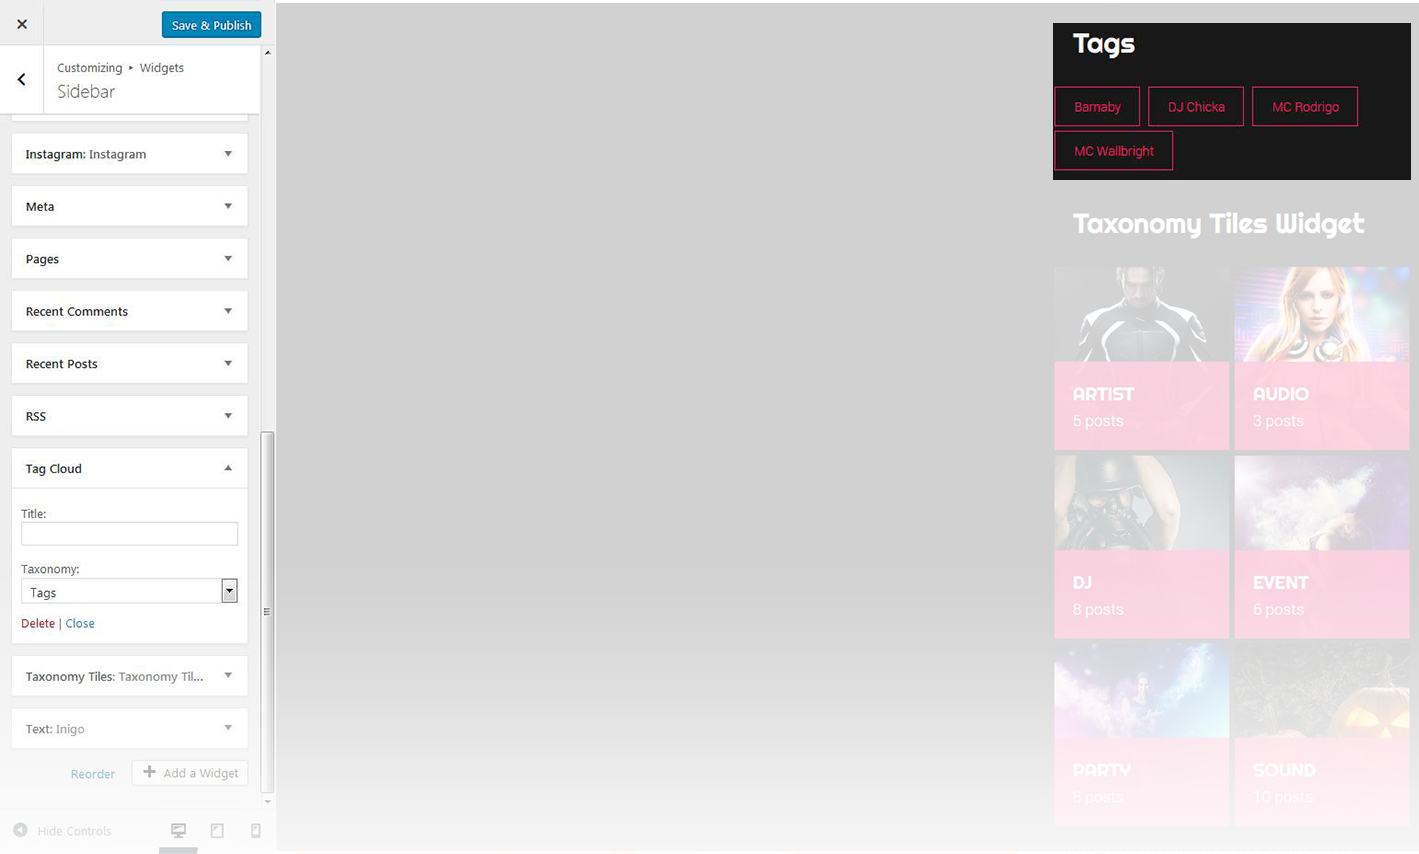 Save & Publish
Customizing ▸ Widgets
Sidebar
Instagram: Instagram
Meta
Pages
Recent Comments
Recent Posts
RSS
Tag Cloud
Title:
Taxonomy:
Tags
Delete | Close
Taxonomy Tiles: Taxonomy Til...
Text: Inigo
Reorder
Add a Widget
Hide Controls
Tags
Barnaby
DJ Chicka
MC Rodrigo
MC Wallbright
Taxonomy Tiles Widget
ARTIST
5 posts
AUDIO
3 posts
DJ
8 posts
EVENT
6 posts
PARTY
8 posts
SOUND
10 posts